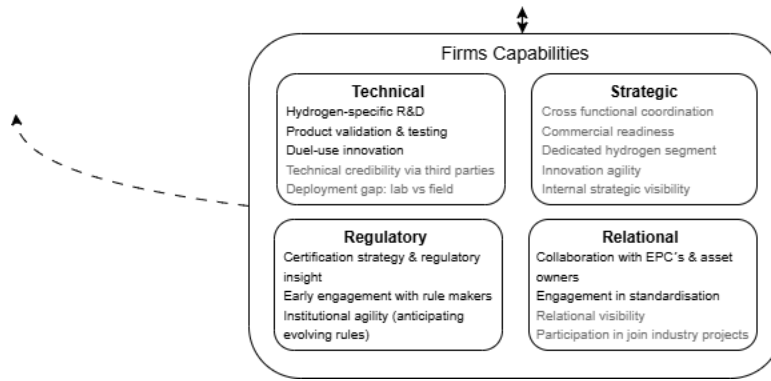 Firms Capabilities
Technical
Hydrogen-specific R&D
Product validation & testing
Duel-use innovation
Technical credibility via third parties
Deployment gap: lab vs field
Strategic
Cross functional coordination
Commercial readiness
Dedicated hydrogen segment
Innovation agility
Internal strategic visibility
Regulatory
Certification strategy & regulatory
insight
Early engagement with rule makers
Institutional agility (anticipating
evolving rules)
Relational
Collaboration with EPC´s & asset
owners
Engagement in standardisation
Relational visibility
Participation in join industry projects